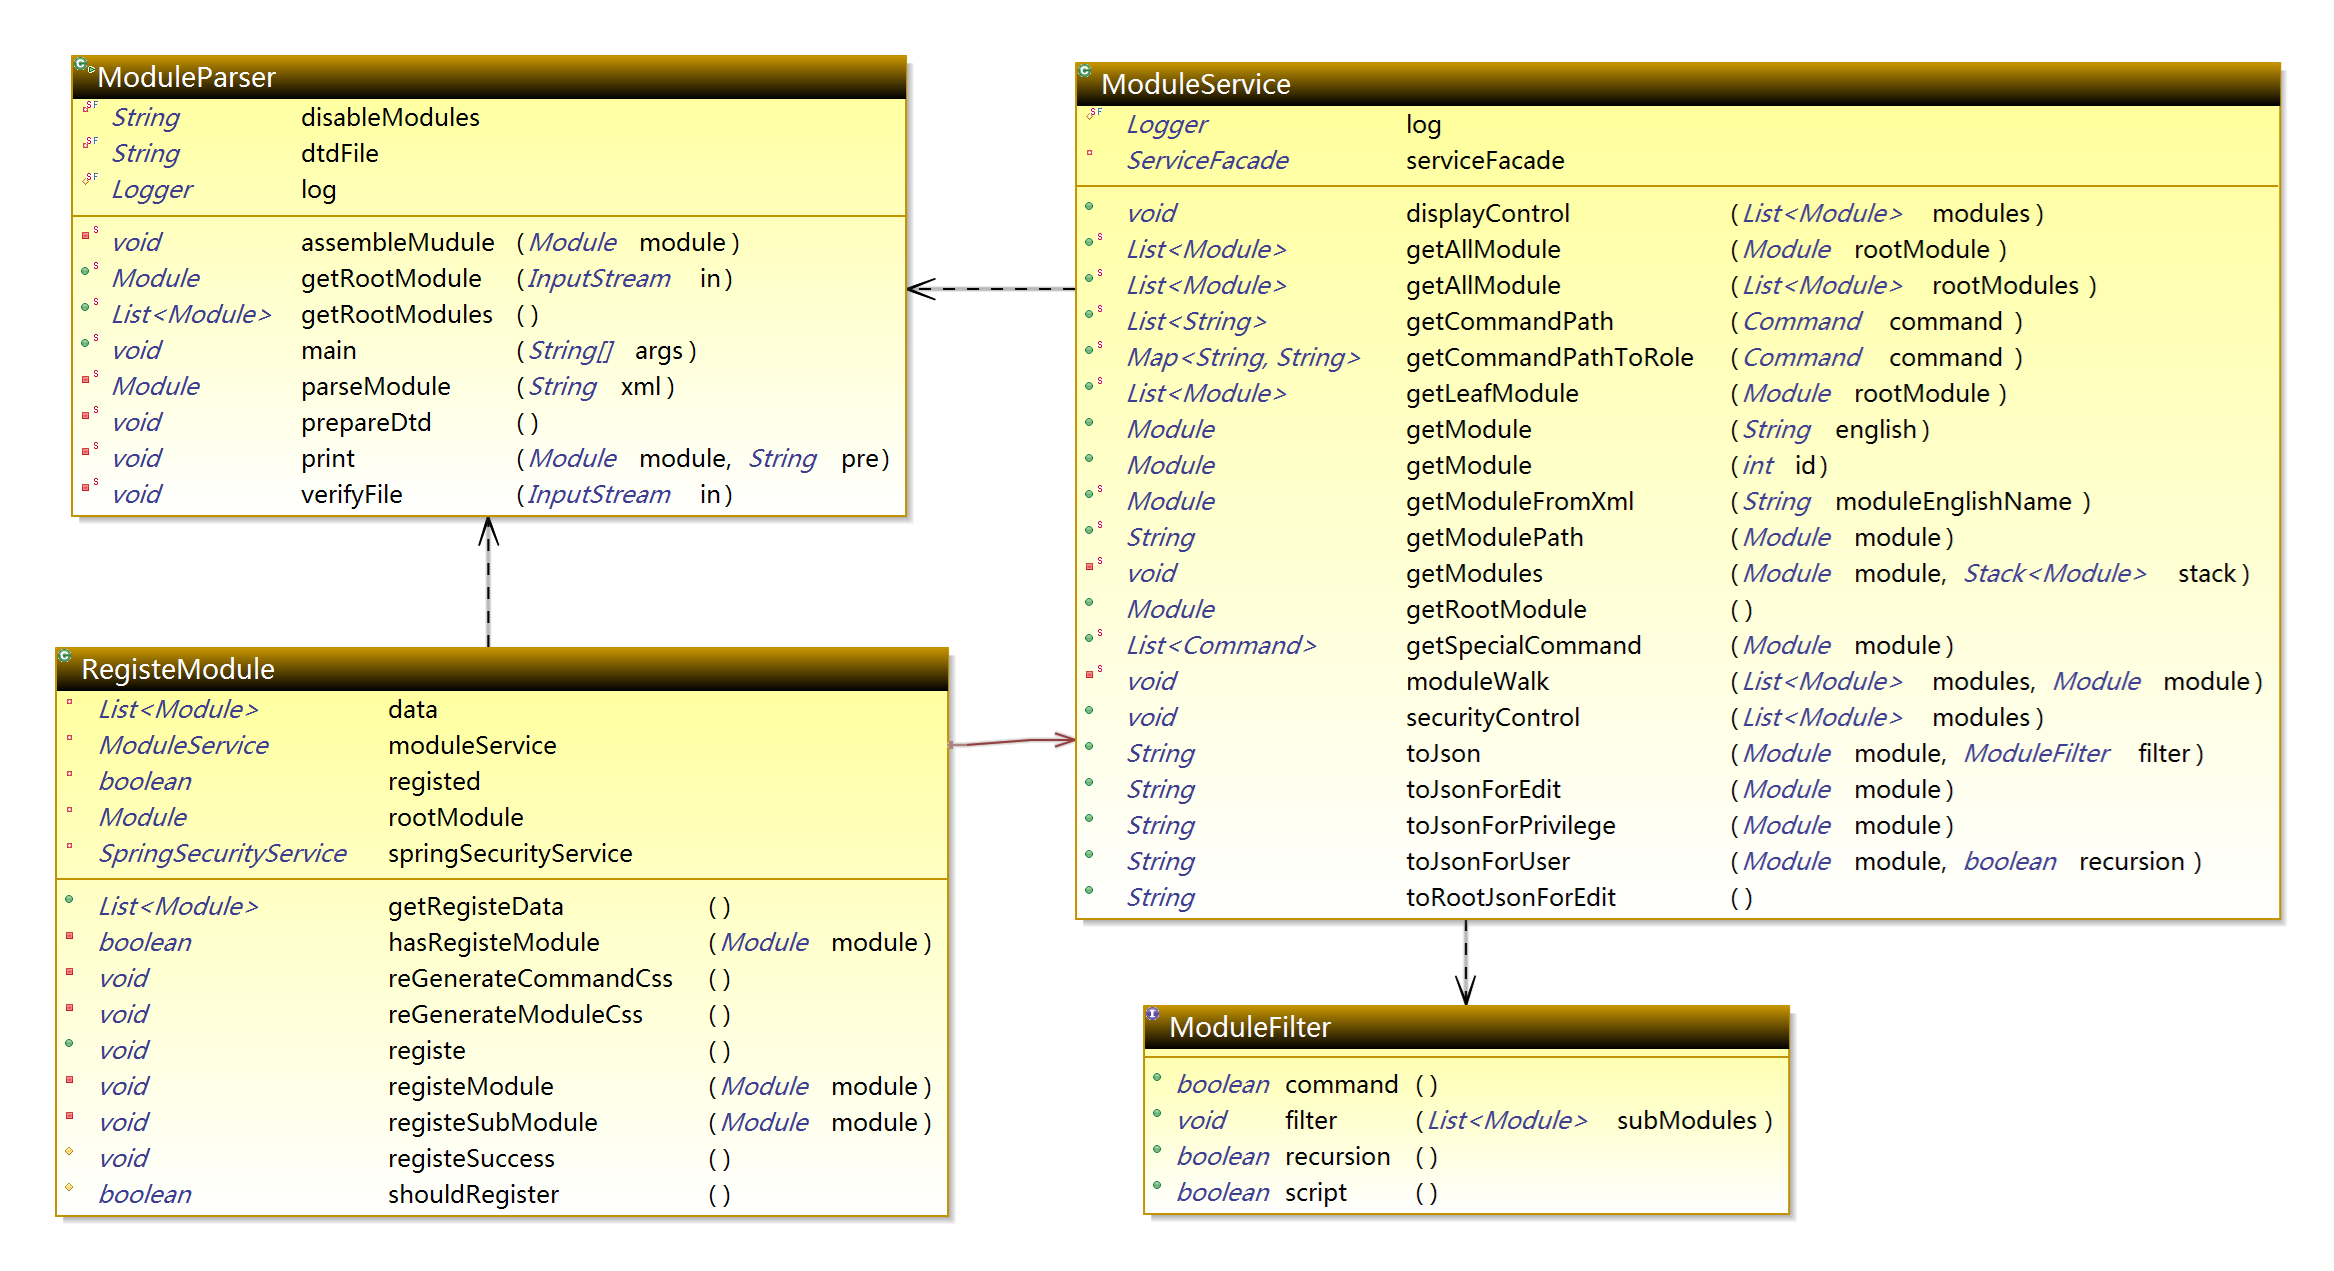 ModuleParser
String disableModules
String dtdFile
Logger log
void assembleMudule (Module module)
Module getRootModule (InputStream in)
List<Module> getRootModules ()
void main (String[] args)
Module parseModule (String xml)
void prepareDtd ()
void print (Module module, String pre)
void verifyFile (InputStream in)
ModuleService
Logger log
ServiceFacade serviceFacade
void displayControl (List<Module> modules)
List<Module> getAllModule (Module rootModule)
List<Module> getAllModule (List<Module> rootModules)
List<String> getCommandPath (Command command)
Map<String, String> getCommandPathToRole (Command command)
List<Module> getLeafModule (Module rootModule)
Module getModule (String english)
Module getModule (int id)
Module getModuleFromXml (String moduleEnglishName)
String getModulePath (Module module)
void getModules (Module module, Stack<Module> stack)
Module getRootModule ()
List<Command> getSpecialCommand (Module module)
void moduleWalk (List<Module> modules, Module module)
void securityControl (List<Module> modules)
String toJson (Module module, ModuleFilter filter)
String toJsonForEdit (Module module)
String toJsonForPrivilege (Module module)
String toJsonForUser (Module module, boolean recursion)
String toRootJsonForEdit ()
RegisteModule
List<Module> data
ModuleService moduleService
boolean registed
Module rootModule
SpringSecurityService springSecurityService
List<Module> getRegisteData ()
boolean hasRegisteModule (Module module)
void reGenerateCommandCss ()
void reGenerateModuleCss ()
void registe ()
void registeModule (Module module)
void registeSubModule (Module module)
void registeSuccess ()
boolean shouldRegister ()
ModuleFilter
boolean command ()
void filter (List<Module> subModules)
boolean recursion ()
boolean script ()